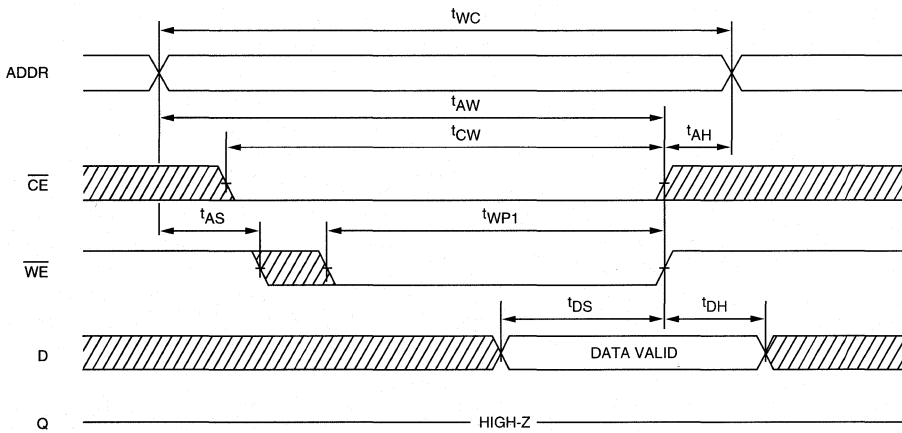 tWC
ADDR
tAW
tCW
tAH
CE
tAS
tWP1
WE
tDS
tDH
D
DATA VALID
Q
HIGH-Z